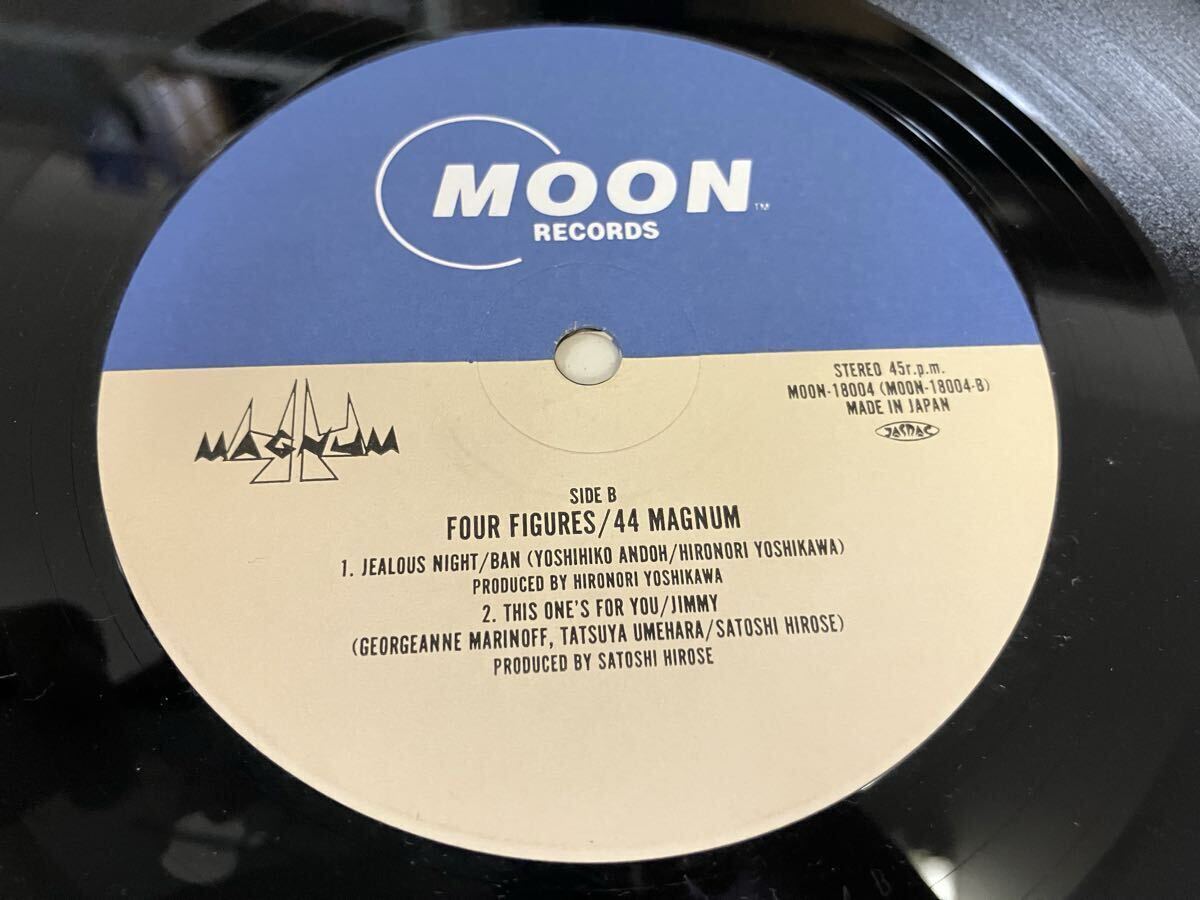 MOON™
RECORDS
STEREO 45r.p.m.
MOON-18004 (MOON-18004-B)
MADE IN JAPAN
JASRAC
44
MAGNUM
SIDE B
FOUR FIGURES/44 MAGNUM
1. JEALOUS NIGHT/BAN (YOSHIHIKO ANDOH/HIRONORI YOSHIKAWA)
PRODUCED BY HIRONORI YOSHIKAWA
2. THIS ONE'S FOR YOU/JIMMY
(GEORGEANNE MARINOFF, TATSUYA UMEHARA/SATOSHI HIROSE)
PRODUCED BY SATOSHI HIROSE